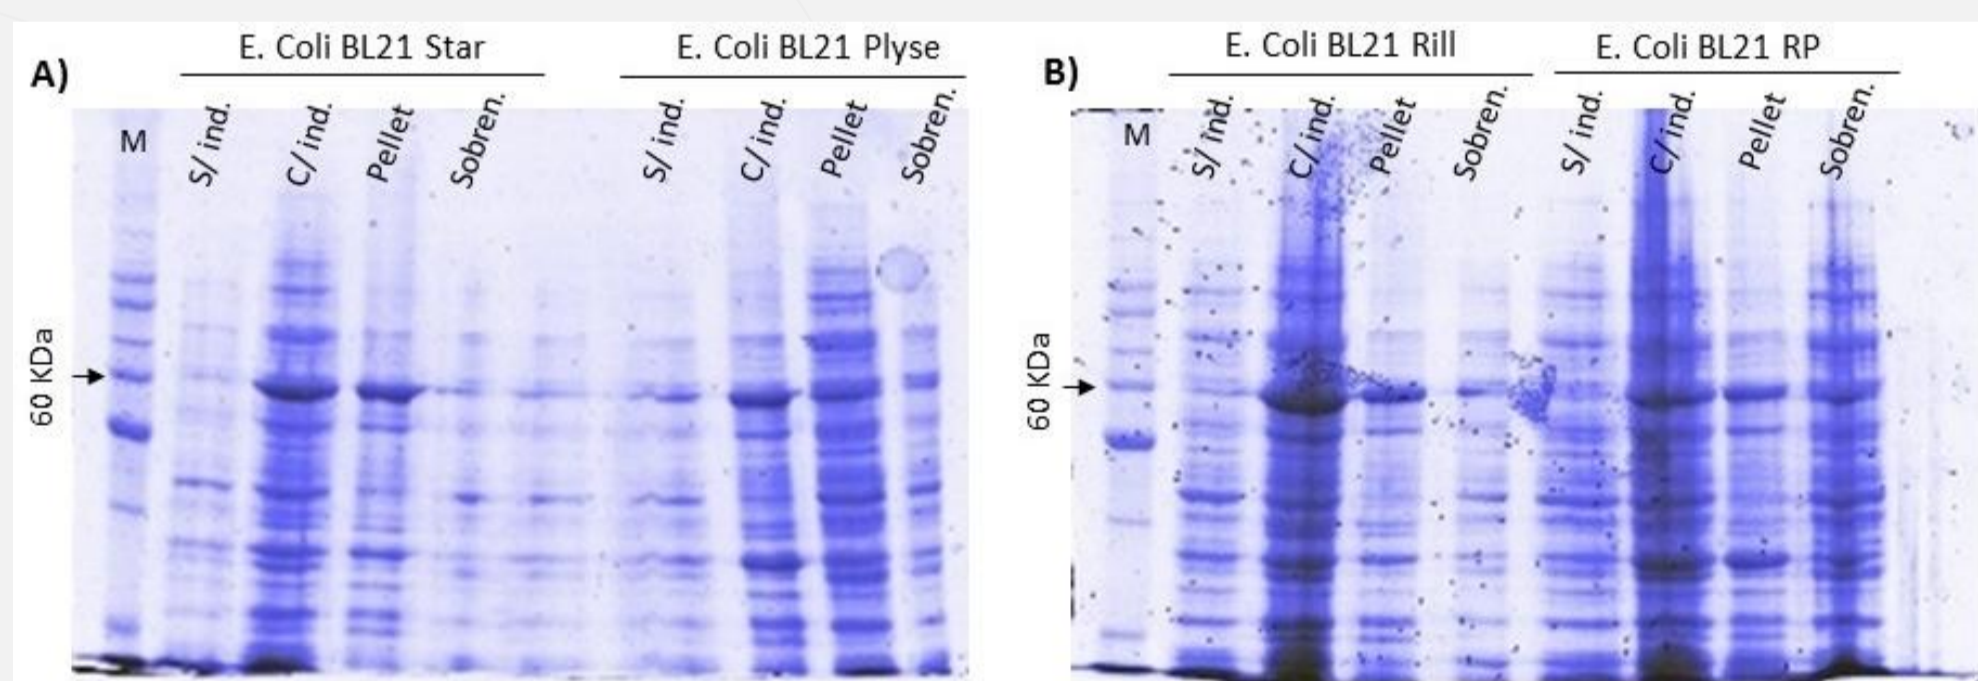 A)
E. Coli BL21 Star
E. Coli BL21 Plyse
M
S/ ind.
C/ ind.
Pellet
Sobren.
S/ ind.
C/ ind.
Pellet
Sobren.
60 KDa
B)
E. Coli BL21 Rill
E. Coli BL21 RP
M
S/ ind.
C/ ind.
Pellet
Sobren.
S/ ind.
C/ ind.
Pellet
Sobren.
60 KDa